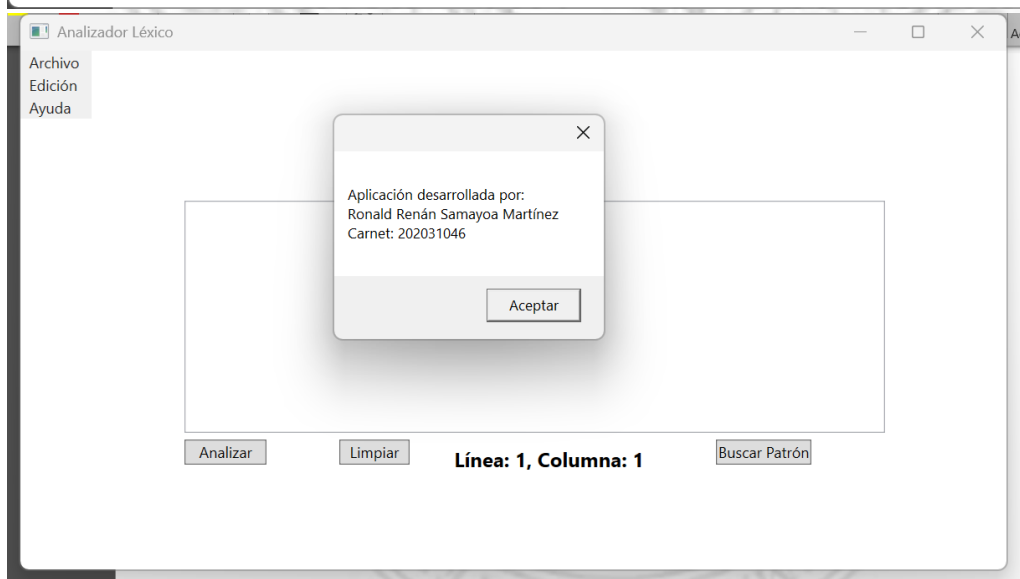 Analizador Léxico
Archivo
Edición
Ayuda
Aplicación desarrollada por:
Ronald Renán Samayoa Martínez
Carnet: 202031046
Aceptar
Analizar
Limpiar
Línea: 1, Columna: 1
Buscar Patrón